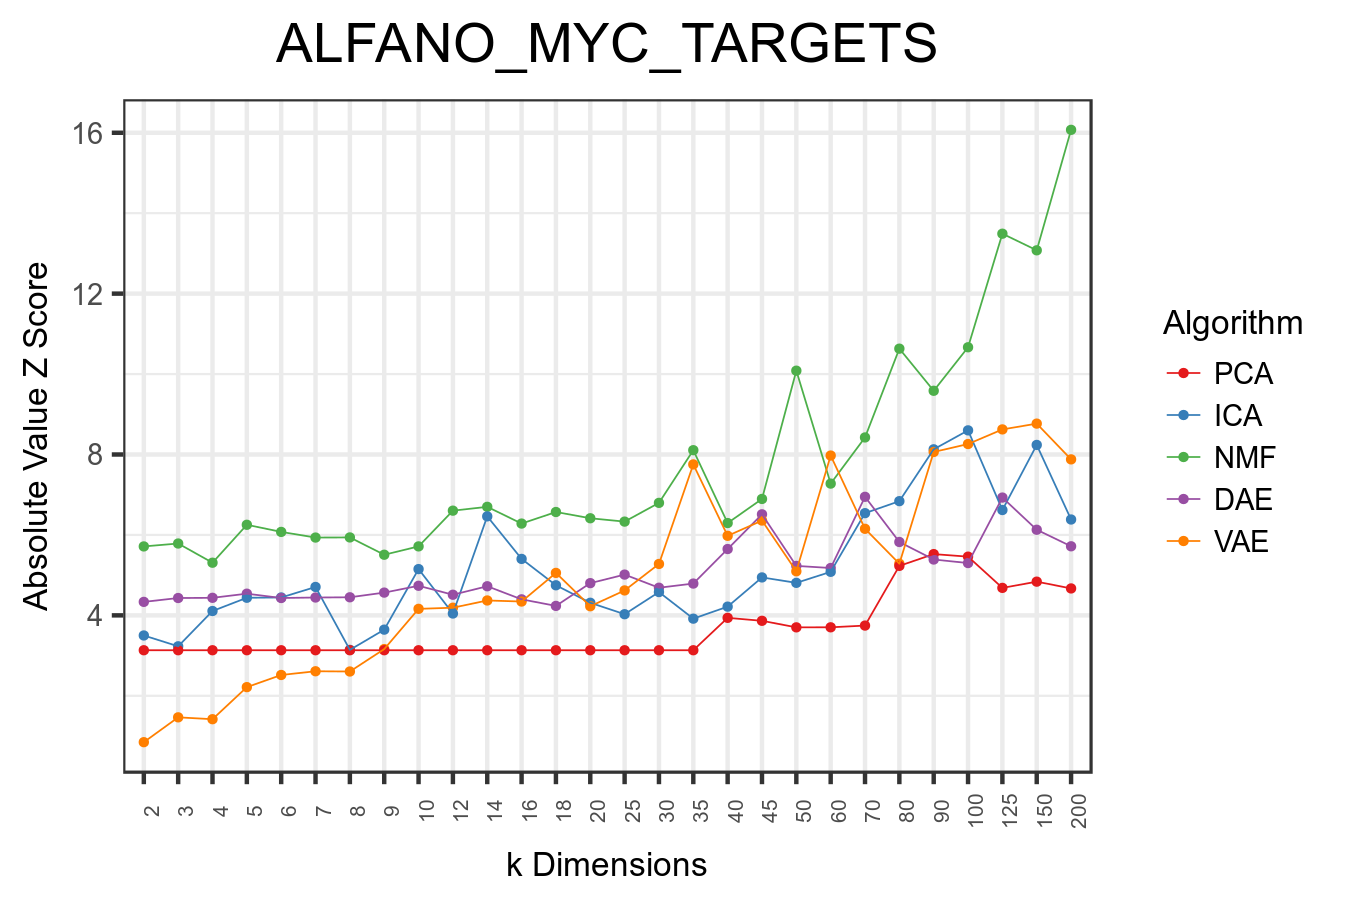 ALFANO_MYC_TARGETS
Absolute Value Z Score
16
12
8
4
2 3 4 5 6 7 8 9 10 12 14 16 18 20 25 30 35 40 45 50 60 70 80 90 100 125 150 200
k Dimensions
Algorithm
PCA
ICA
NMF
DAE
VAE